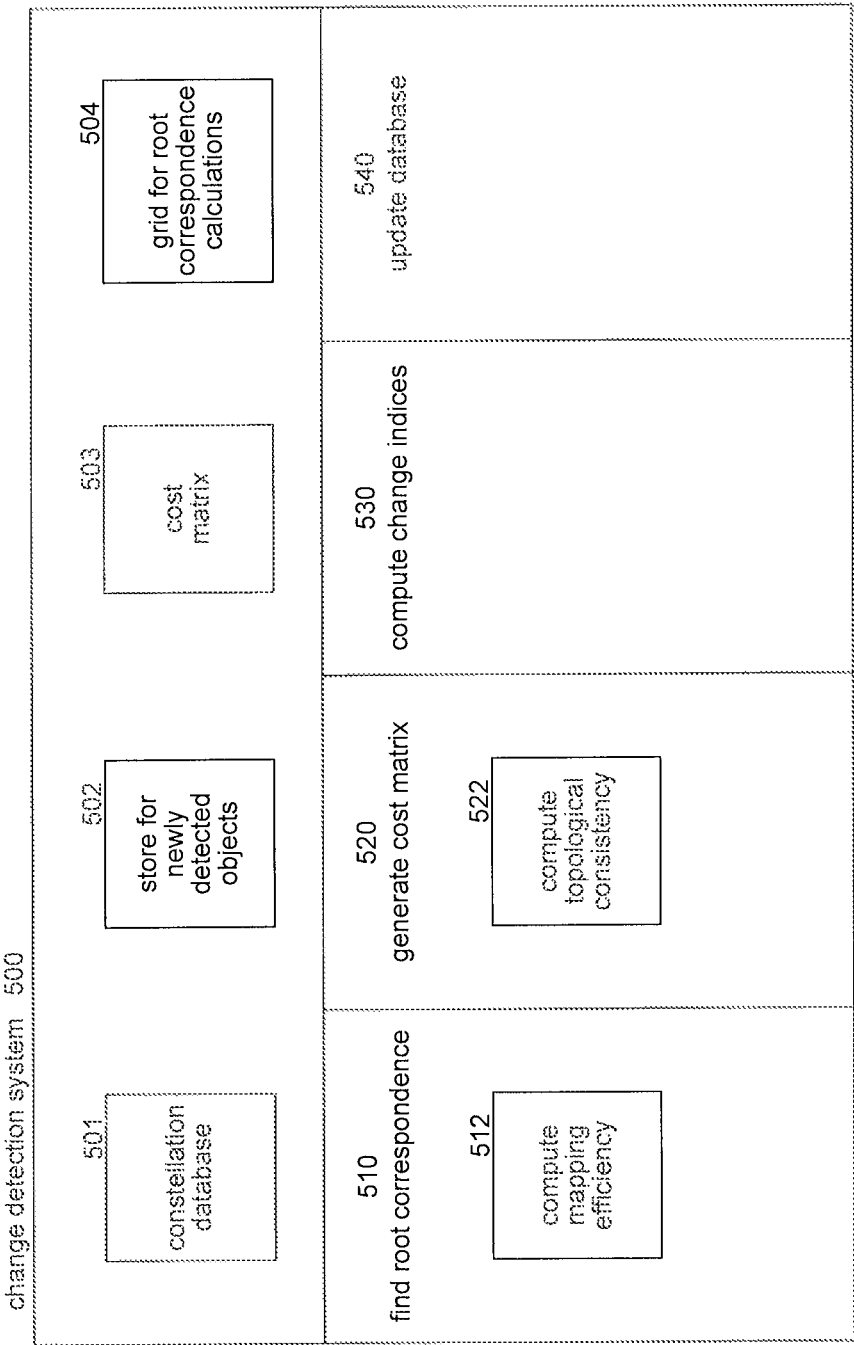 change detection system 500
501
constellation
database
502
store for
newly
detected
objects
503
cost
matrix
504
grid for root
correspondence
calculations
510
find root correspondence
512
compute
mapping
efficiency
520
generate cost matrix
522
compute
topological
consistency
530
compute change indices
540
update database